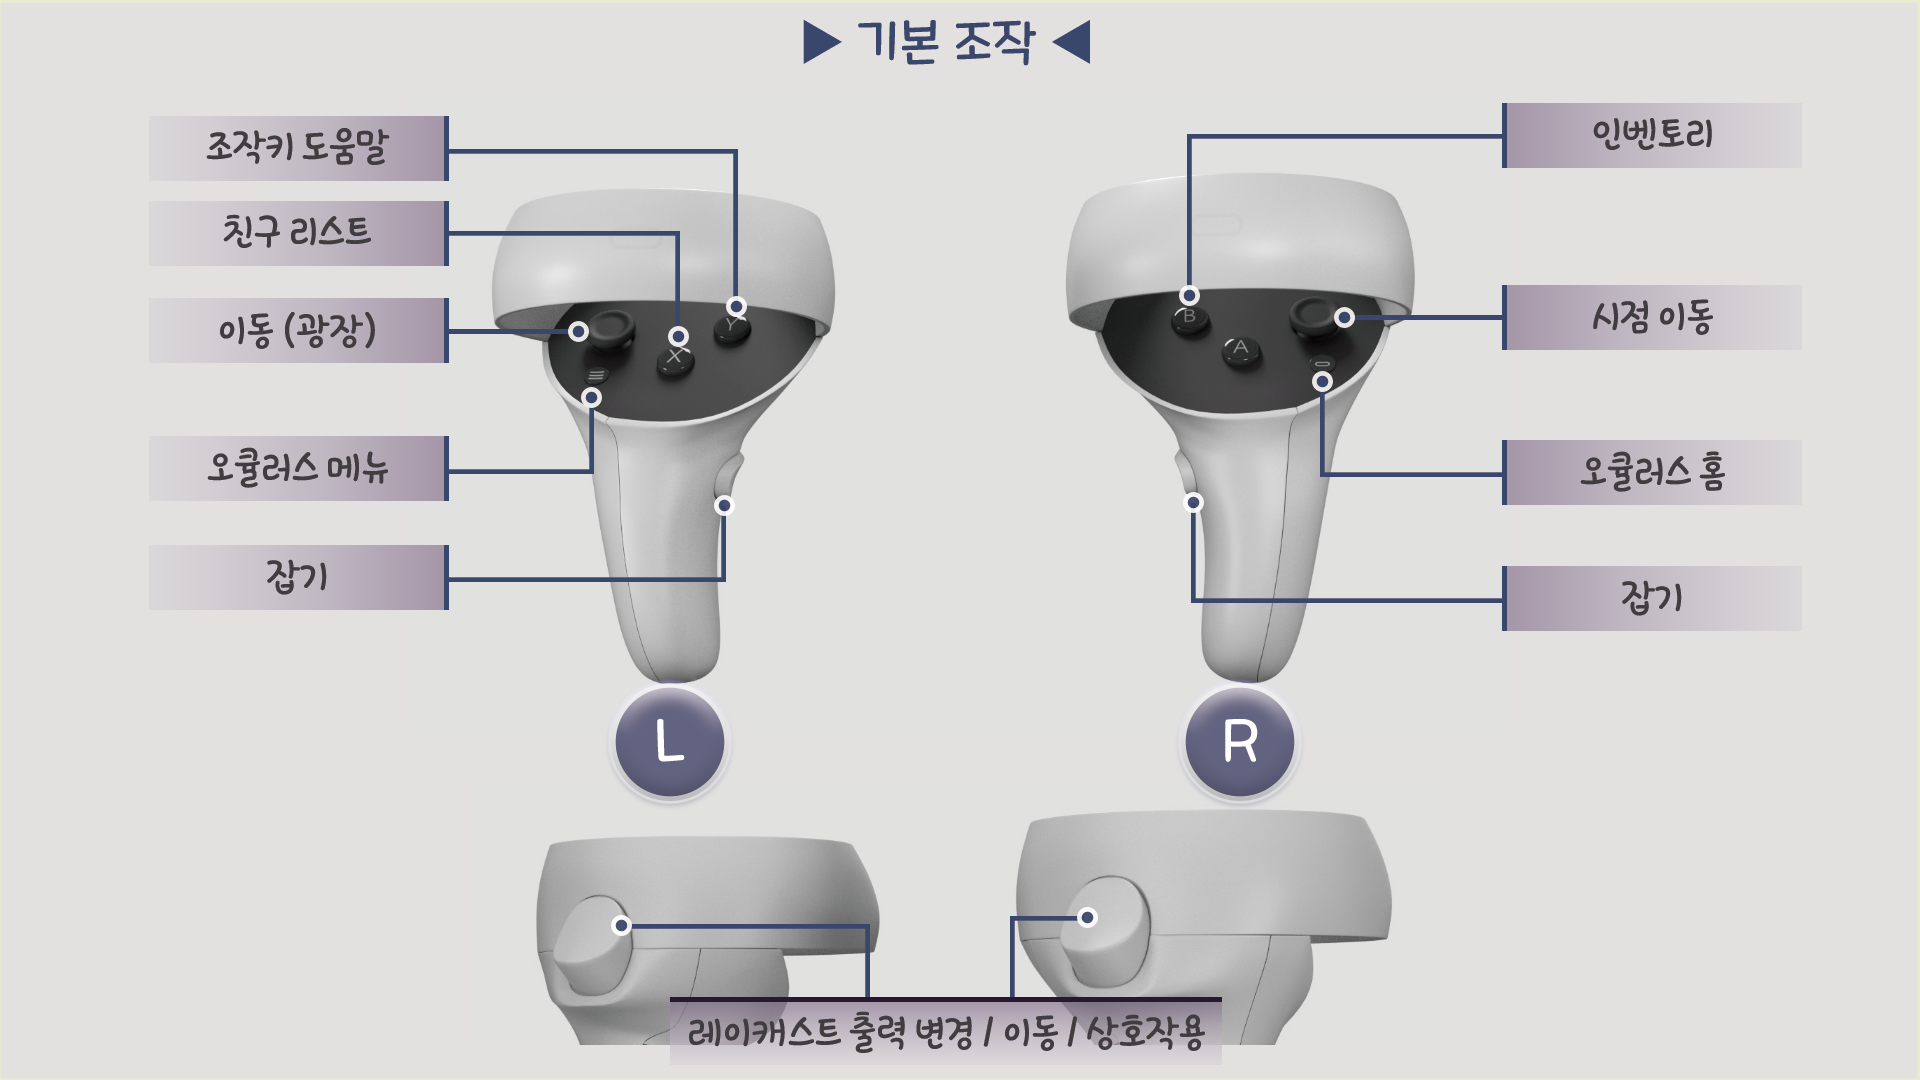 기본 조작
조작키 도움말
친구 리스트
이동 (광장)
오큘러스 메뉴
잡기
Y
X
인벤토리
시점 이동
오큘러스 홈
잡기
B
A
L
R
레이캐스트 출력 변경 / 이동 / 상호작용